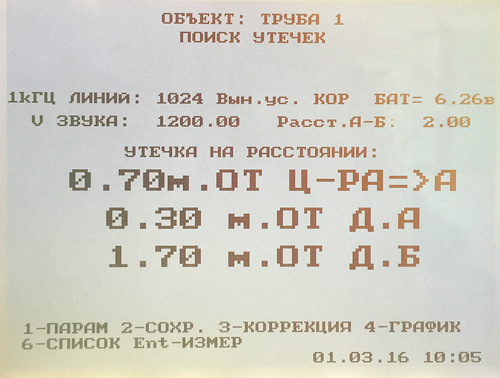 ОБЪЕКТ: ТРУБА 1
ПОИСК УТЕЧЕК
1кГЦ ЛИНИЙ: 1024 Вын.ус. КОР БАТ= 6.26в
V ЗВУКА: 1200.00 Расст.А-Б: 2.00
УТЕЧКА НА РАССТОЯНИИ:
0.70м.ОТ Ц-РА=>А
0.30 м.ОТ Д.А
1.70 м.ОТ Д.Б
1-ПАРАМ 2-СОХР. 3-КОРРЕКЦИЯ 4-ГРАФИК
6-СПИСОК Ent-ИЗМЕР
01.03.16 10:05